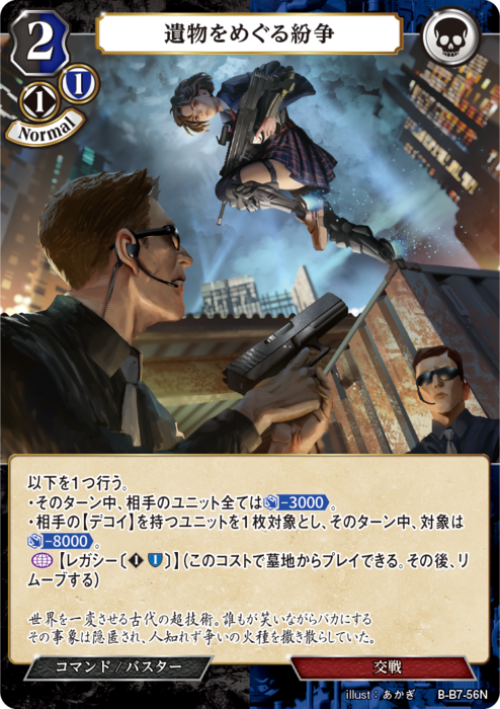 2
遺物をめぐる紛争
1
1
Normal
以下を1つ行う。
・そのターン中、相手のユニット全ては-3000。
・相手の【デコイ】を持つユニットを1枚対象とし、そのターン中、対象は
-8000。
【レガシー〔1 1〕】(このコストで墓地からプレイできる。その後、リ
ムーブする)
世界を一変させる古代の超技術。誰もが笑いながらバカにする
その事象は隠匿され、人知れず争いの火種を撒き散らしていた。
コマンド / バスター
交戦
illust : あかぎ B-B7-56N